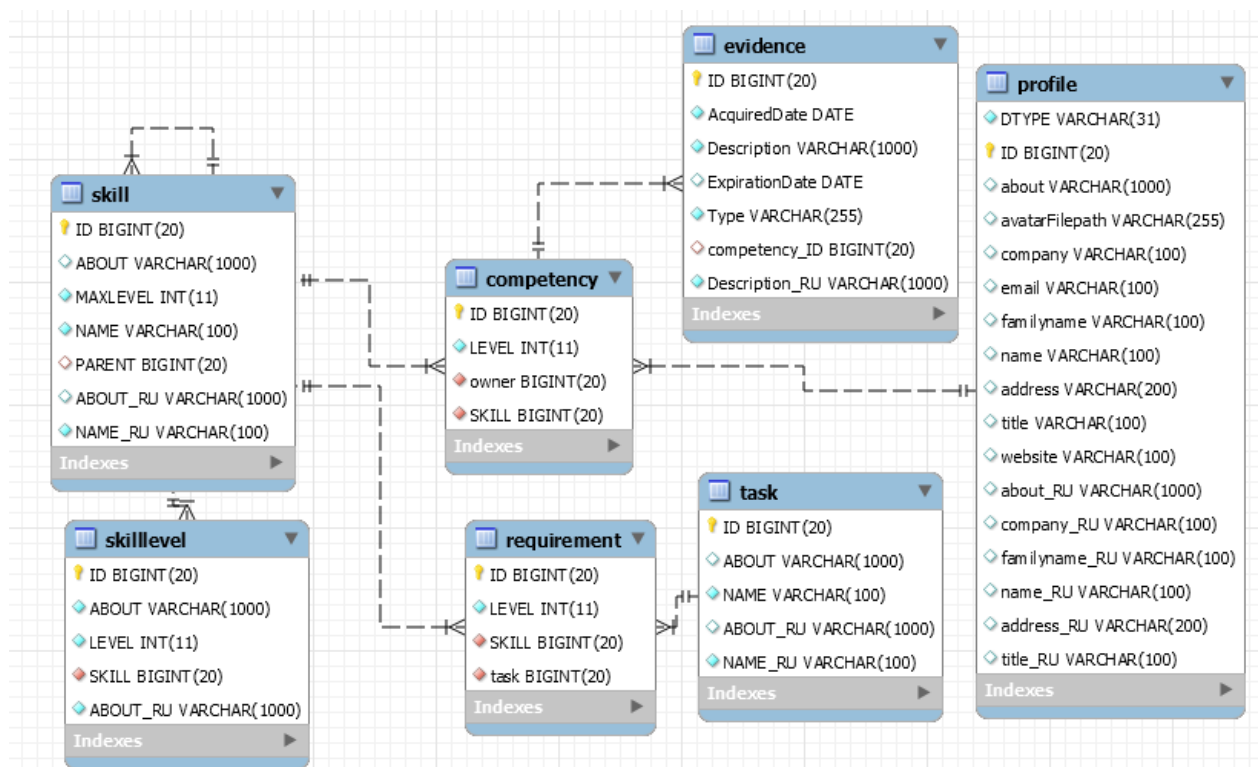 skill
ID BIGINT(20)
ABOUT VARCHAR(1000)
MAXLEVEL INT(11)
NAME VARCHAR(100)
PARENT BIGINT(20)
ABOUT_RU VARCHAR(1000)
NAME_RU VARCHAR(100)
Indexes
skilllevel
ID BIGINT(20)
ABOUT VARCHAR(1000)
LEVEL INT(11)
SKILL BIGINT(20)
ABOUT_RU VARCHAR(1000)
Indexes
competency
ID BIGINT(20)
LEVEL INT(11)
owner BIGINT(20)
SKILL BIGINT(20)
Indexes
requirement
ID BIGINT(20)
LEVEL INT(11)
SKILL BIGINT(20)
task BIGINT(20)
Indexes
evidence
ID BIGINT(20)
AcquiredDate DATE
Description VARCHAR(1000)
ExpirationDate DATE
Type VARCHAR(255)
competency_ID BIGINT(20)
Description_RU VARCHAR(1000)
Indexes
task
ID BIGINT(20)
ABOUT VARCHAR(1000)
NAME VARCHAR(100)
ABOUT_RU VARCHAR(1000)
NAME_RU VARCHAR(100)
Indexes
profile
DTYPE VARCHAR(31)
ID BIGINT(20)
about VARCHAR(1000)
avatarFilepath VARCHAR(255)
company VARCHAR(100)
email VARCHAR(100)
familyname VARCHAR(100)
name VARCHAR(100)
address VARCHAR(200)
title VARCHAR(100)
website VARCHAR(100)
about_RU VARCHAR(1000)
company_RU VARCHAR(100)
familyname_RU VARCHAR(100)
name_RU VARCHAR(100)
address_RU VARCHAR(200)
title_RU VARCHAR(100)
Indexes